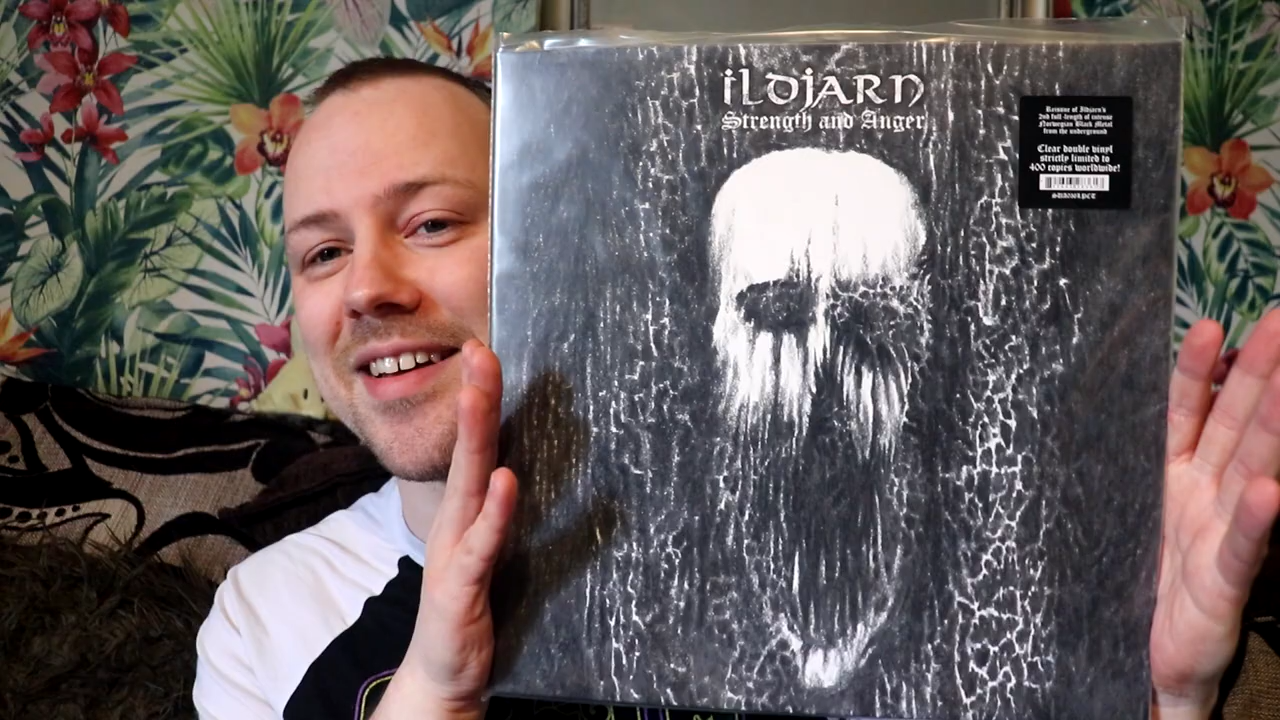 ILDJARN
Strength and Anger
Reissue of Ildjarn's
2nd full-length of intense
Norwegian Black Metal
from the underground
Clear double vinyl
strictly limited to
400 copies worldwide!